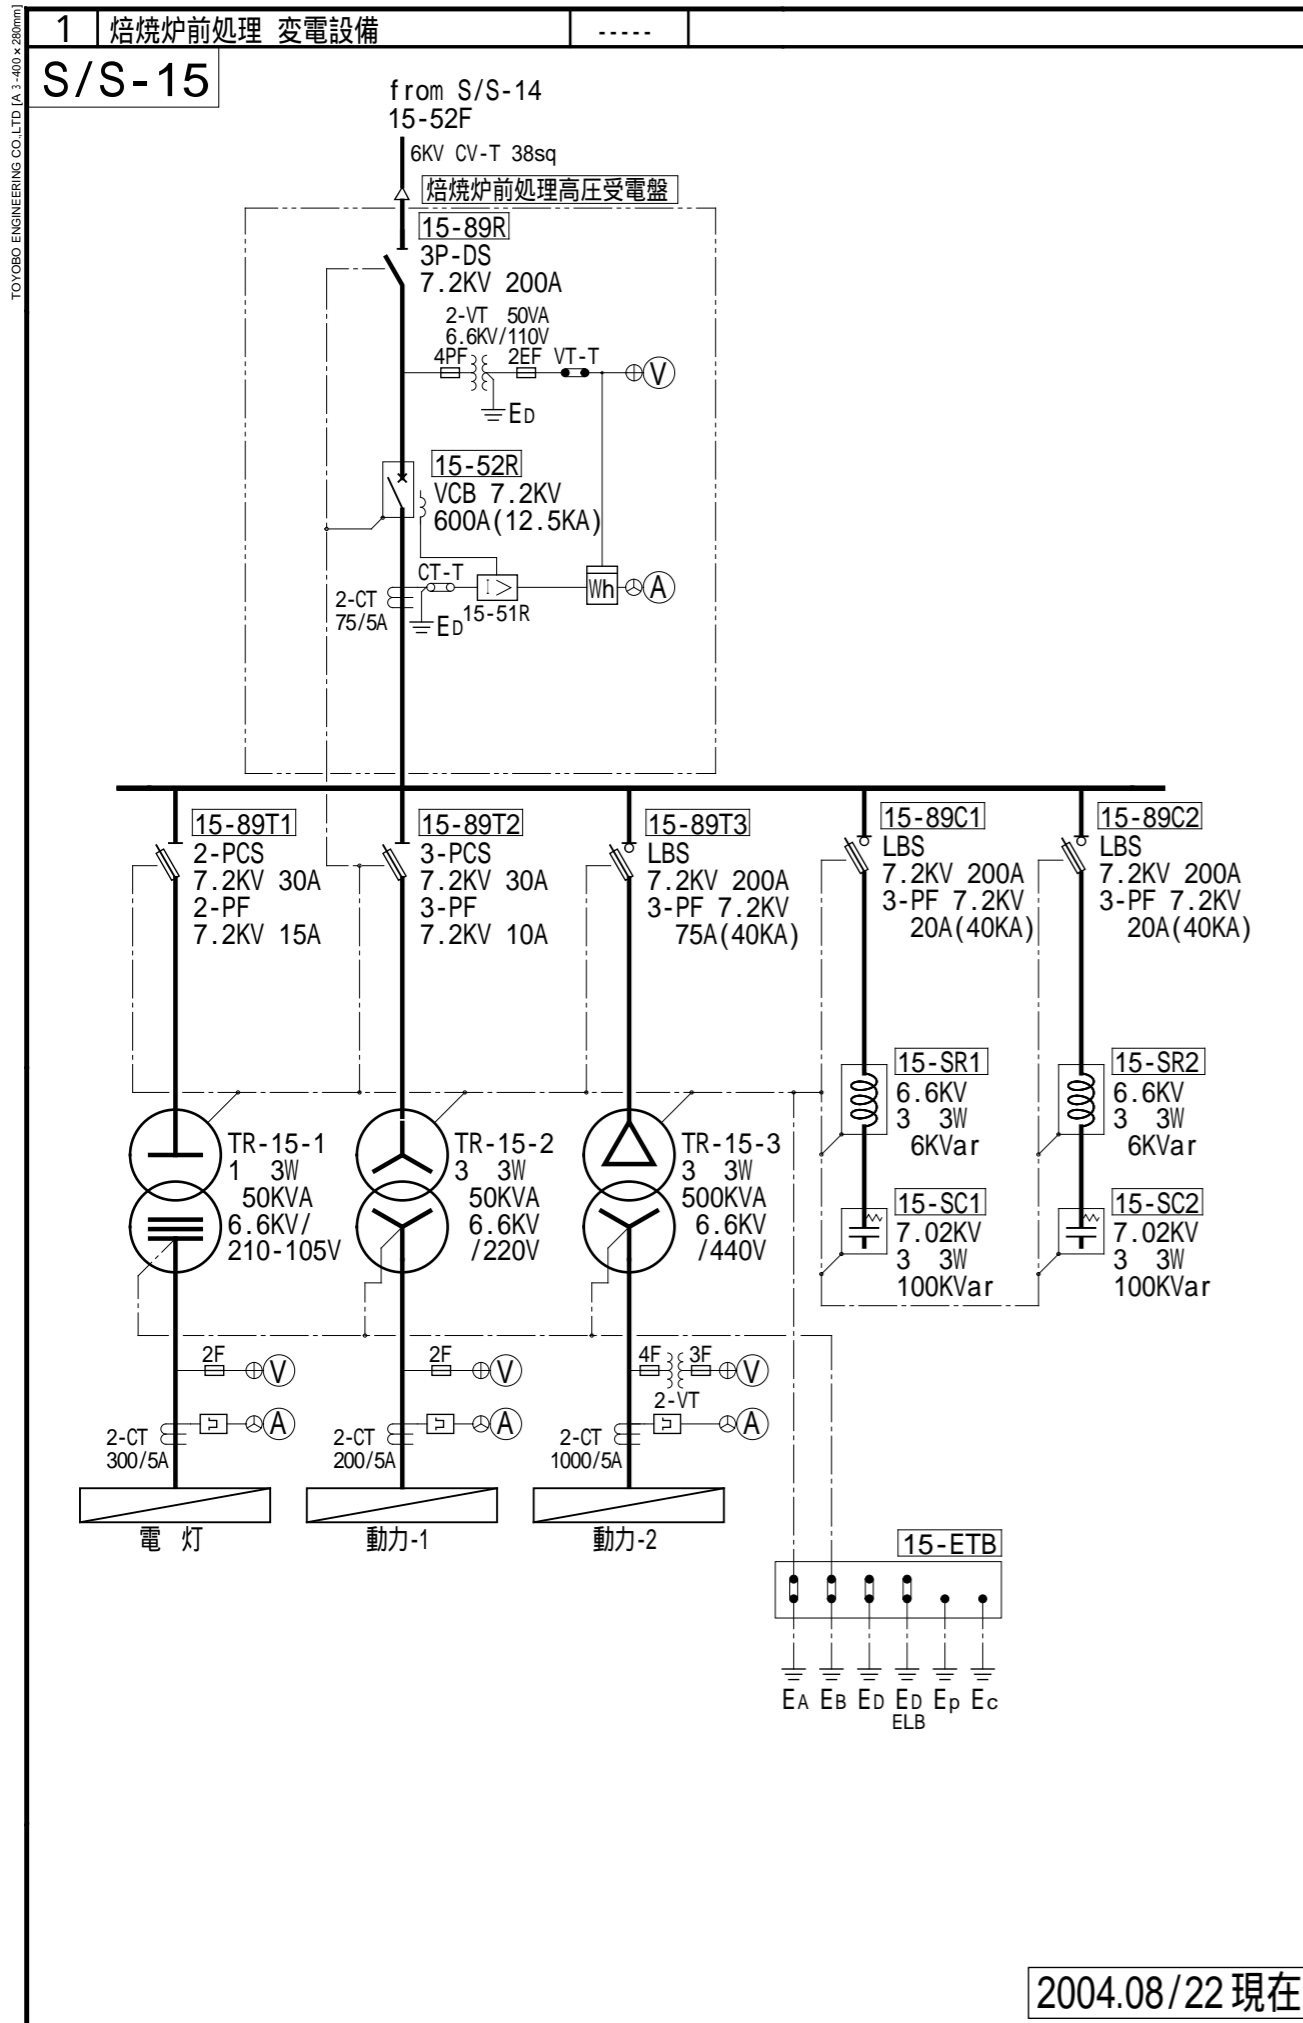 TOYOBO ENGINEERING CO.,LTD [A3-400×280mm]
1 焙焼炉前処理 変電設備 -----
S/S-15
from S/S-14
15-52F
6KV CV-T 38sq
焙焼炉前処理高圧受電盤
15-89R
3P-DS
7.2KV 200A
2-VT 50VA
6.6KV/110V
4PF 2EF VT-T
V
ED
15-52R
VCB 7.2KV
600A(12.5KA)
CT-T
I>
Wh
A
2-CT
75/5A
ED
15-51R
15-89T1
2-PCS
7.2KV 30A
2-PF
7.2KV 15A
15-89T2
3-PCS
7.2KV 30A
3-PF
7.2KV 10A
15-89T3
LBS
7.2KV 200A
3-PF 7.2KV
75A(40KA)
15-89C1
LBS
7.2KV 200A
3-PF 7.2KV
20A(40KA)
15-89C2
LBS
7.2KV 200A
3-PF 7.2KV
20A(40KA)
15-SR1
6.6KV
3 3W
6KVar
15-SR2
6.6KV
3 3W
6KVar
TR-15-1
1 3W
50KVA
6.6KV/
210-105V
TR-15-2
3 3W
50KVA
6.6KV
/220V
TR-15-3
3 3W
500KVA
6.6KV
/440V
15-SC1
7.02KV
3 3W
100KVar
15-SC2
7.02KV
3 3W
100KVar
2F V
2F V
4F 3F V
2-VT
2-CT
300/5A
A
2-CT
200/5A
A
2-CT
1000/5A
A
電 灯
動力-1
動力-2
15-ETB
EA EB ED ED Ep Ec
ELB
2004.08/22 現在